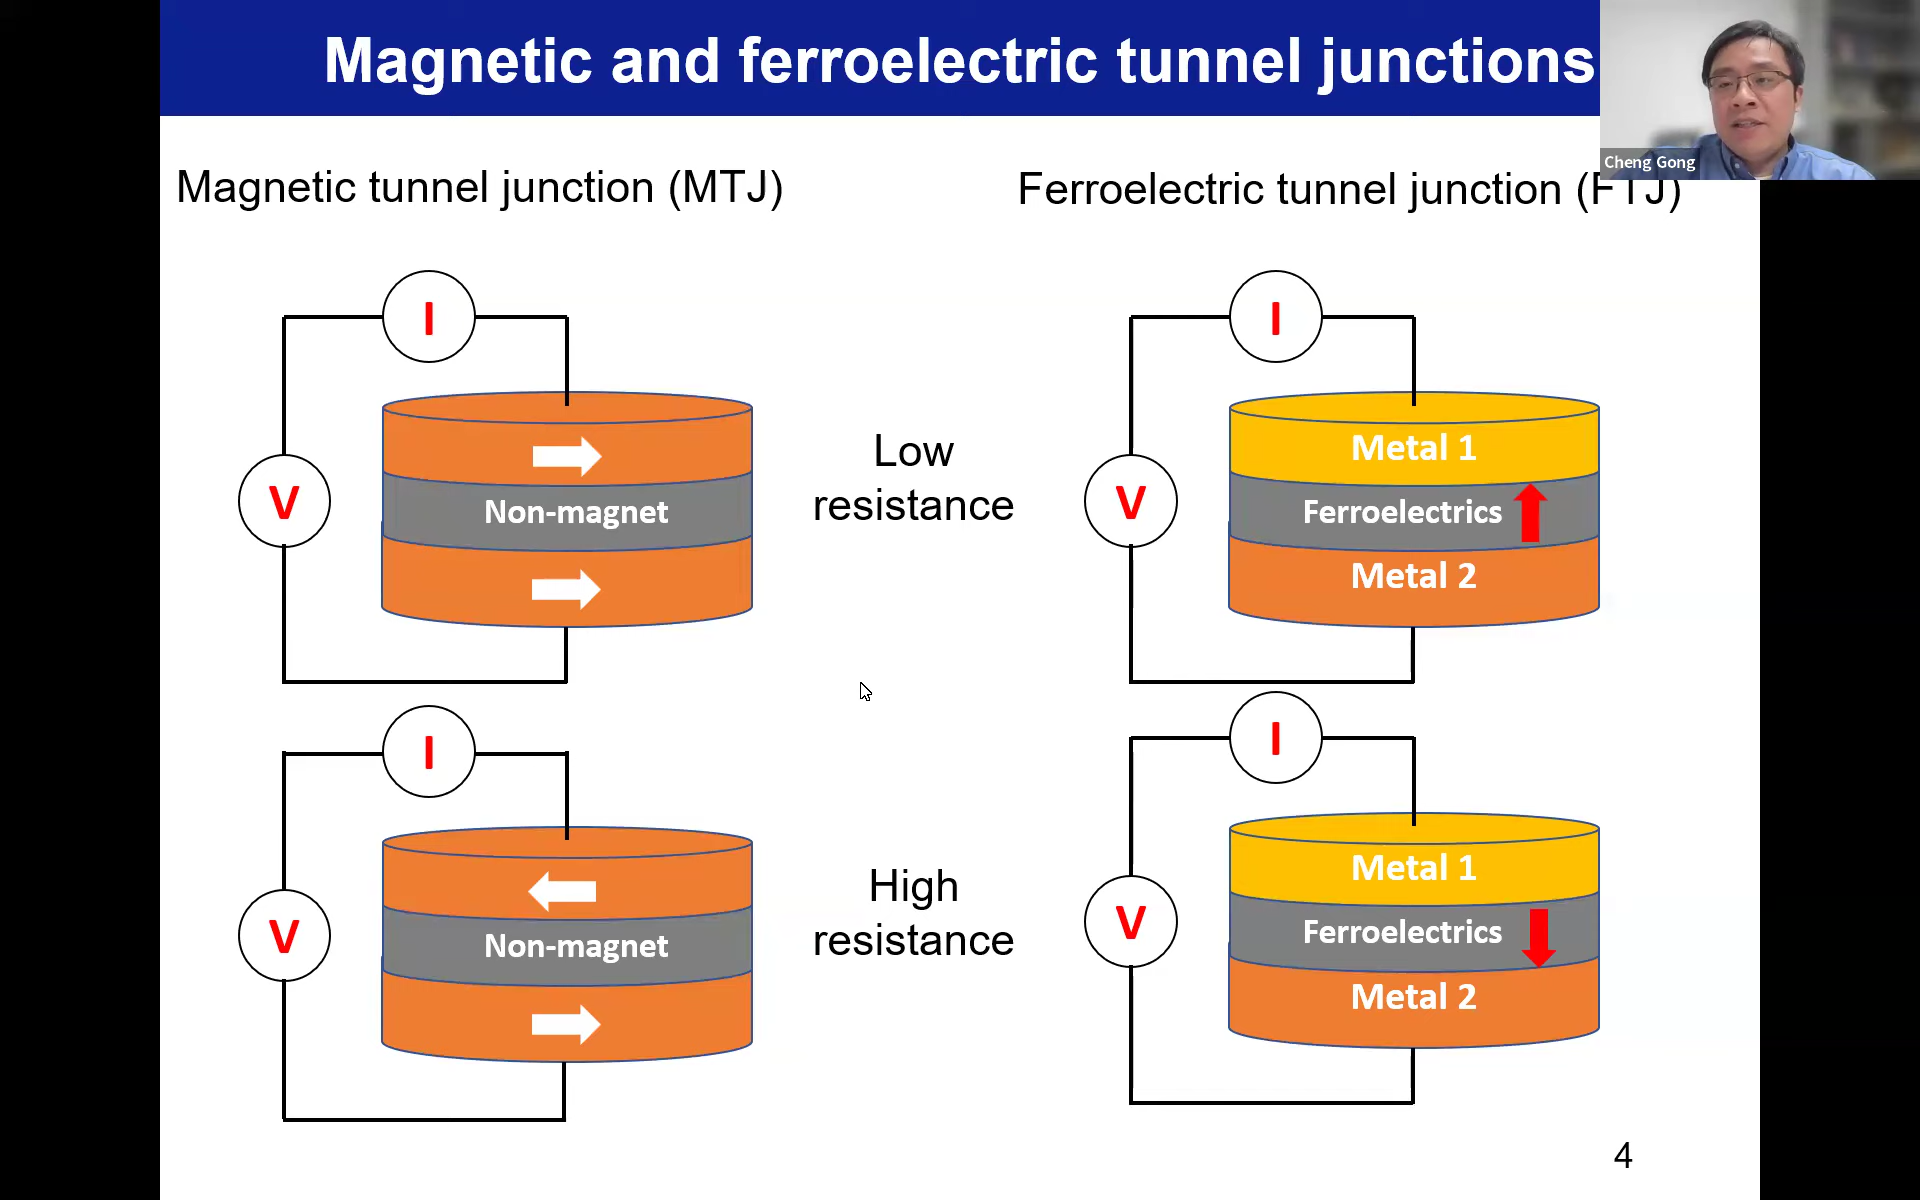 Magnetic and ferroelectric tunnel junctions
Cheng Gong
Magnetic tunnel junction (MTJ)
Ferroelectric tunnel junction (FTJ)
I
V
Non-magnet
Low
resistance
I
V
Metal 1
Ferroelectrics
Metal 2
I
V
Non-magnet
High
resistance
I
V
Metal 1
Ferroelectrics
Metal 2
4